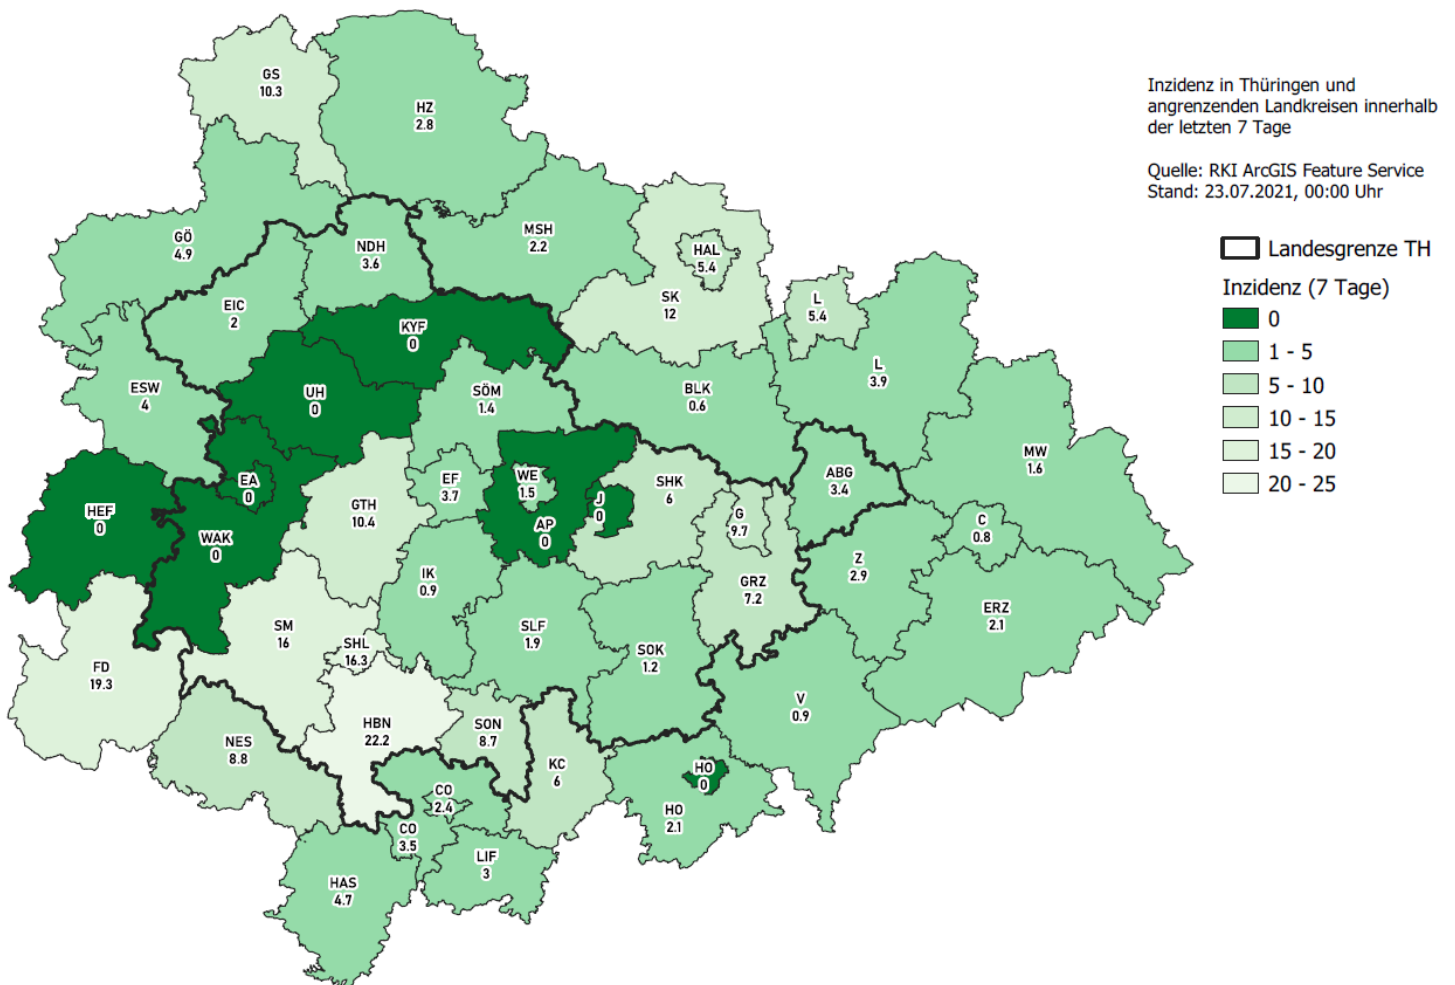 Inzidenz in Thüringen und
angrenzenden Landkreisen innerhalb
der letzten 7 Tage
Quelle: RKI ArcGIS Feature Service
Stand: 23.07.2021, 00:00 Uhr
Landesgrenze TH
Inzidenz (7 Tage)
0
1 - 5
5 - 10
10 - 15
15 - 20
20 - 25
GS
10.3
HZ
2.8
GÖ
4.9
NDH
3.6
MSH
2.2
HAL
5.4
SK
12
L
5.4
EIC
2
KYF
0
L
3.9
ESW
4
UH
0
SÖM
1.4
BLK
0.6
MW
1.6
EA
0
EF
3.7
WE
1.5
SHK
6
ABG
3.4
HEF
0
GTH
10.4
J
0
G
9.7
AP
0
C
0.8
WAK
0
IK
0.9
GRZ
7.2
Z
2.9
ERZ
2.1
SM
16
SHL
16.3
SLF
1.9
SOK
1.2
FD
19.3
V
0.9
HBN
22.2
SON
8.7
NES
8.8
KC
6
HO
0
CO
2.4
HO
2.1
CO
3.5
LIF
3
HAS
4.7